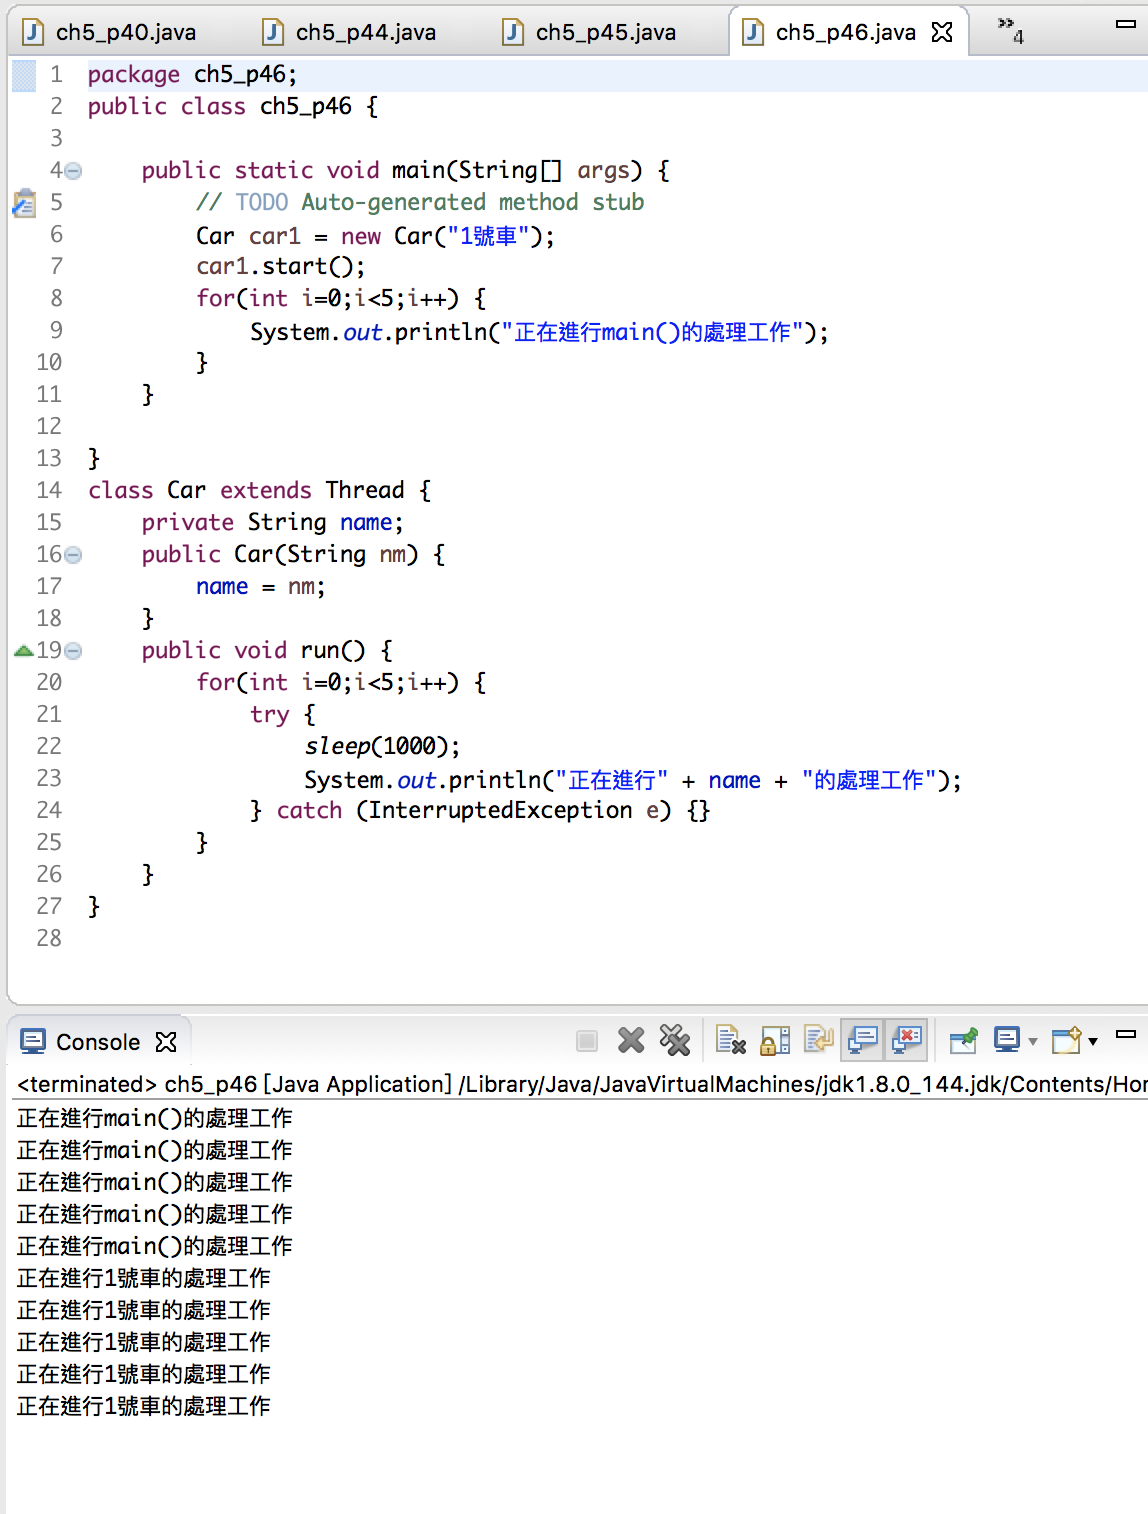 ch5_p40.java ch5_p44.java ch5_p45.java ch5_p46.java »4
1 package ch5_p46;
2 public class ch5_p46 {
3
4     public static void main(String[] args) {
5         // TODO Auto-generated method stub
6         Car car1 = new Car("1號車");
7         car1.start();
8         for(int i=0;i<5;i++) {
9             System.out.println("正在進行main()的處理工作");
10         }
11     }
12
13 }
14 class Car extends Thread {
15     private String name;
16     public Car(String nm) {
17         name = nm;
18     }
19     public void run() {
20         for(int i=0;i<5;i++) {
21             try {
22                 sleep(1000);
23                 System.out.println("正在進行" + name + "的處理工作");
24             } catch (InterruptedException e) {}
25         }
26     }
27 }
28
Console
<terminated> ch5_p46 [Java Application] /Library/Java/JavaVirtualMachines/jdk1.8.0_144.jdk/Contents/Hor
正在進行main()的處理工作
正在進行main()的處理工作
正在進行main()的處理工作
正在進行main()的處理工作
正在進行main()的處理工作
正在進行1號車的處理工作
正在進行1號車的處理工作
正在進行1號車的處理工作
正在進行1號車的處理工作
正在進行1號車的處理工作